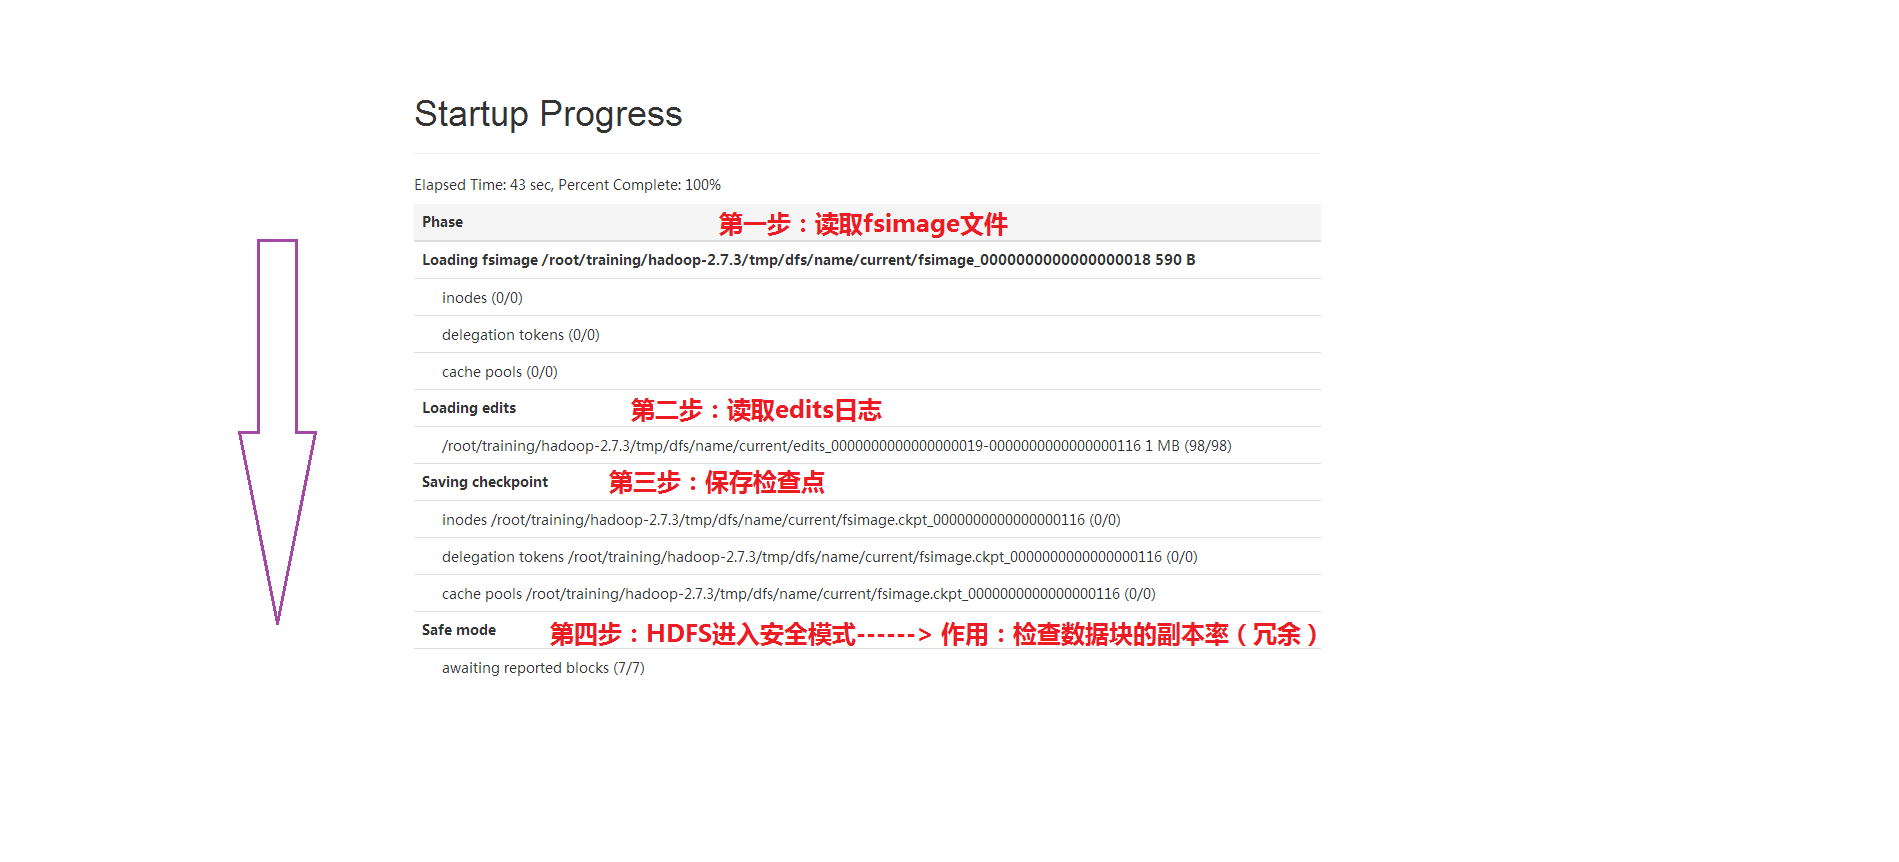 Startup Progress
Elapsed Time: 43 sec, Percent Complete: 100%
Phase 第一步：读取fsimage文件
Loading fsimage /root/training/hadoop-2.7.3/tmp/dfs/name/current/fsimage_0000000000000000018 590 B
inodes (0/0)
delegation tokens (0/0)
cache pools (0/0)
Loading edits 第二步：读取edits日志
/root/training/hadoop-2.7.3/tmp/dfs/name/current/edits_0000000000000000019-0000000000000000116 1 MB (98/98)
Saving checkpoint 第三步：保存检查点
inodes /root/training/hadoop-2.7.3/tmp/dfs/name/current/fsimage.ckpt_0000000000000000116 (0/0)
delegation tokens /root/training/hadoop-2.7.3/tmp/dfs/name/current/fsimage.ckpt_0000000000000000116 (0/0)
cache pools /root/training/hadoop-2.7.3/tmp/dfs/name/current/fsimage.ckpt_0000000000000000116 (0/0)
Safe mode 第四步：HDFS进入安全模式------> 作用：检查数据块的副本率（冗余）
awaiting reported blocks (7/7)